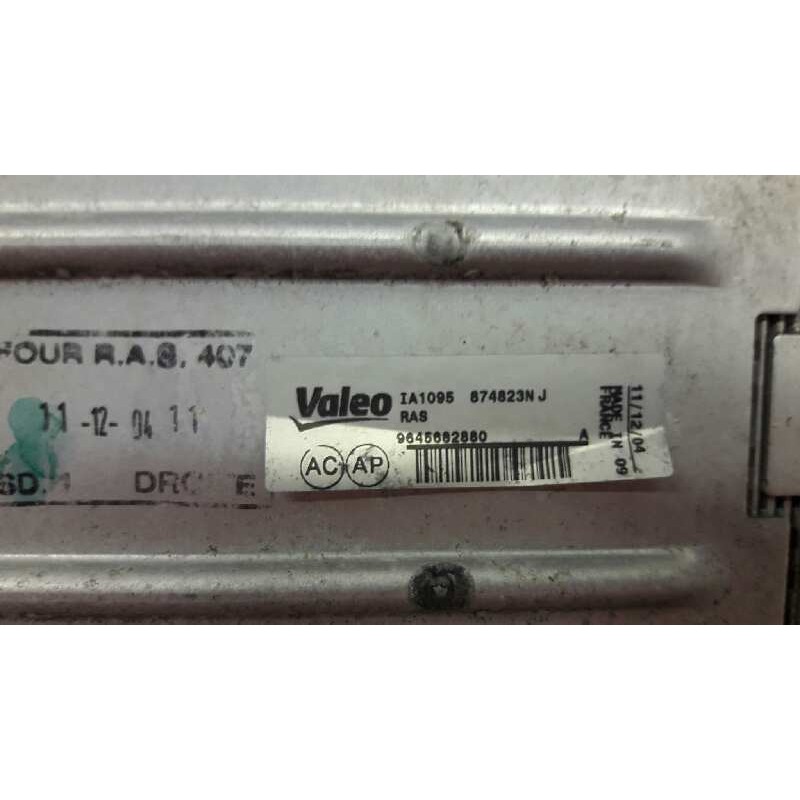 FOUR R.A.S. 407
11 -12- 04 11
DROITE
Valeo
IA1095 874823N J
RAS
9645682880 A
AC AP
11/12/04
MADE IN 09
FRANCE